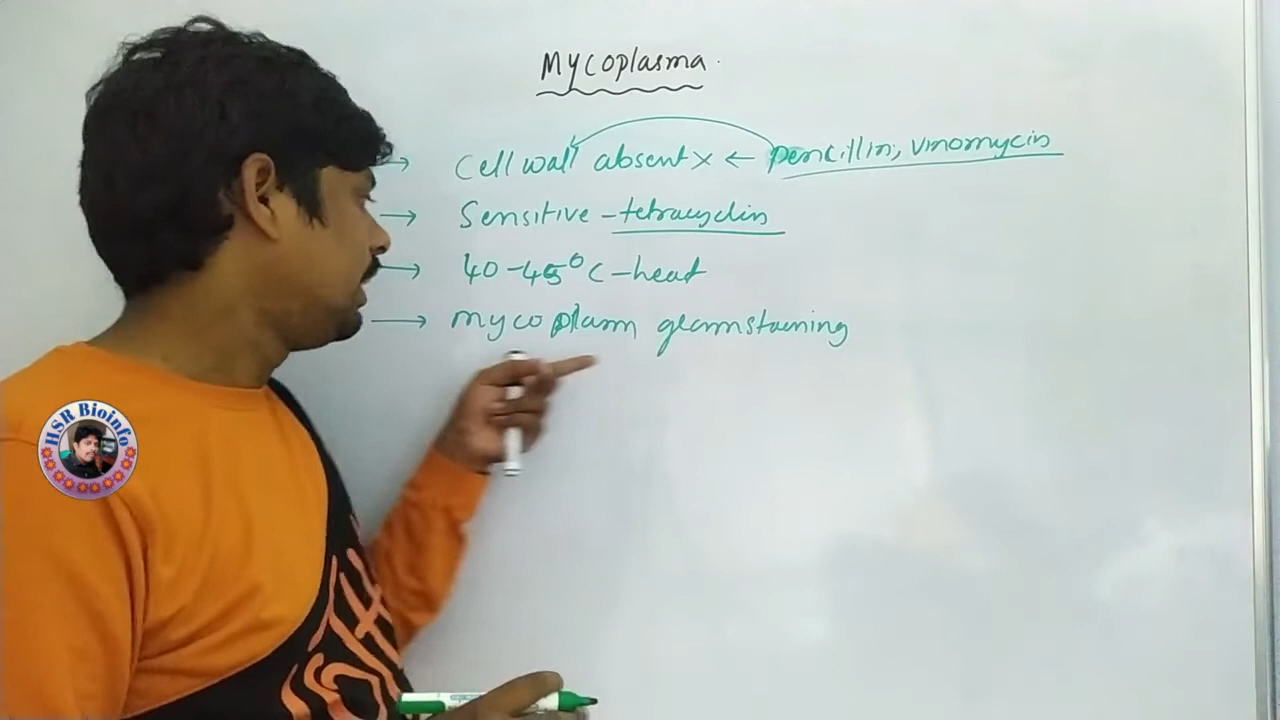 Mycoplasma
→ Cell wall absent × ← Pencillin, Vinomycin
→ Sensitive - tetracyclin
→ 40-45°C - heat
→ mycoplasm gramstaining
HSR Bioinfo